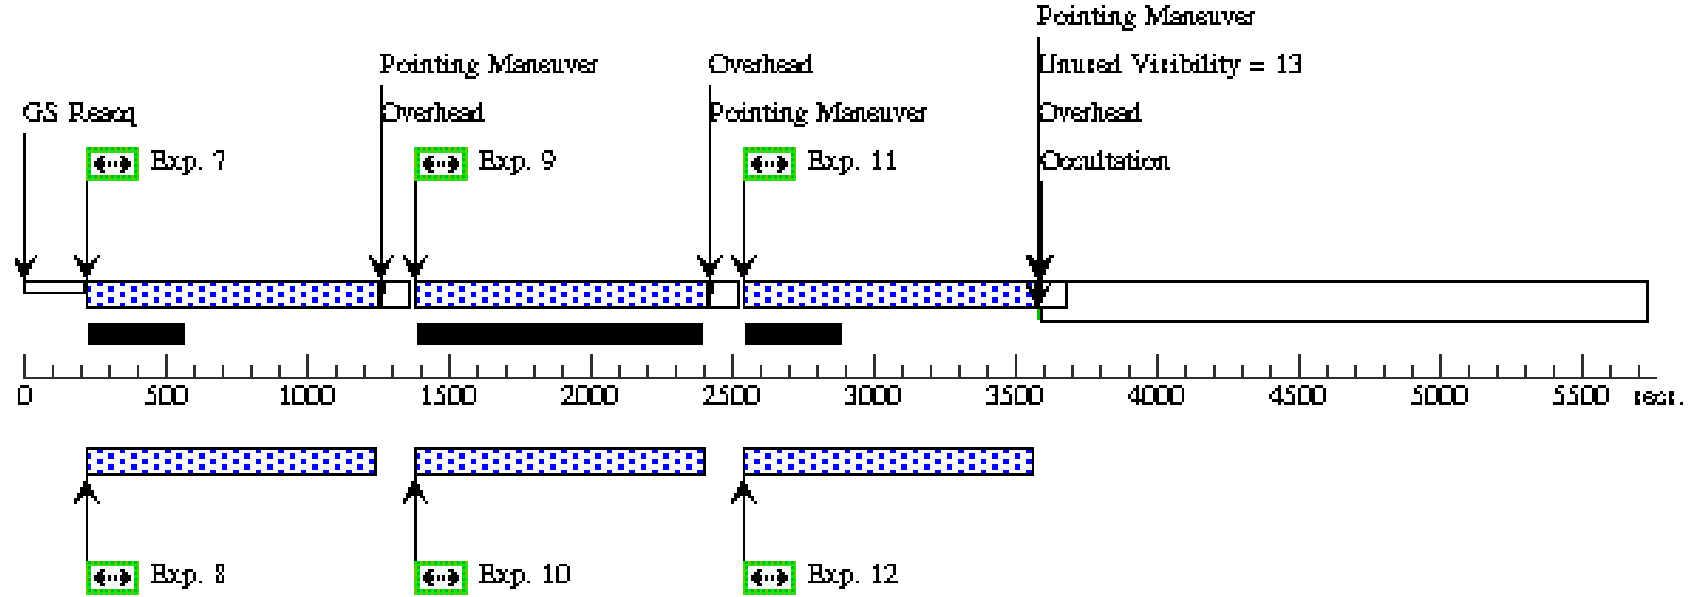 Pointing Maneuver
Pointing Maneuver Overhead Unused Visibility = 13
GS Reacq Overhead Pointing Maneuver Overhead
Exp. 7 Exp. 9 Exp. 11 Occultation
0 500 1000 1500 2000 2500 3000 3500 4000 4500 5000 5500 secs.
Exp. 8 Exp. 10 Exp. 12